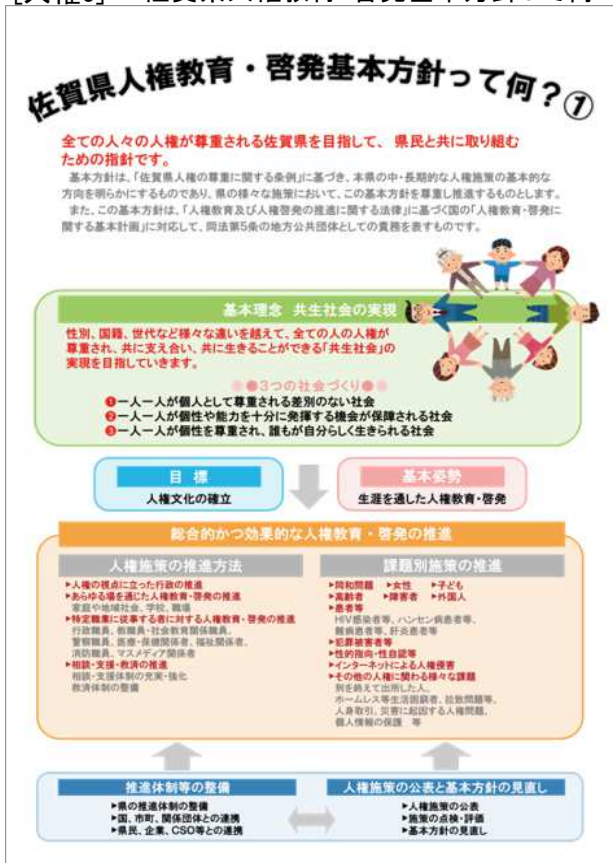 佐賀県人権教育・啓発基本方針って何?①
全ての人々の人権が尊重される佐賀県を目指して、県民と共に取り組む
ための指針です。
基本方針は、「佐賀県人権の尊重に関する条例」に基づき、本県の中・長期的な人権施策の基本的な
方向を明らかにするものであり、県の様々な施策において、この基本方針を尊重し推進するものとします。
また、この基本方針は、「人権教育及び人権啓発の推進に関する法律」に基づく国の「人権教育・啓発に
関する基本計画」に対応して、同法第5条の地方公共団体としての責務を表すものです。
基本理念 共生社会の実現
性別、国籍、世代など様々な違いを越えて、全ての人の人権が
尊重され、共に支え合い、共に生きることができる「共生社会」の
実現を目指していきます。
●●3つの社会づくり●●
❶一人一人が個人として尊重される差別のない社会
❷一人一人が個性や能力を十分に発揮する機会が保障される社会
❸一人一人が個性を尊重され、誰もが自分らしく生きられる社会
目 標
人権文化の確立
基本姿勢
生涯を通した人権教育・啓発
総合的かつ効果的な人権教育・啓発の推進
人権施策の推進方法
▶人権の視点に立った行政の推進
▶あらゆる場を通じた人権教育・啓発の推進
家庭や地域社会、学校、職場
▶特定職業に従事する者に対する人権教育・啓発の推進
行政職員、教職員・社会教育関係職員、
警察職員、医療・保健関係者、福祉関係者、
消防職員、マスメディア関係者
▶相談・支援・救済の推進
相談・支援体制の充実・強化
救済体制の整備
課題別施策の推進
▶同和問題 ▶女性 ▶子ども
▶高齢者 ▶障害者 ▶外国人
▶患者等
HIV感染者等、ハンセン病患者等、
難病患者等、肝炎患者等
▶犯罪被害者等
▶性的指向・性自認等
▶インターネットによる人権侵害
▶その他の人権に関わる様々な課題
刑を終えて出所した人、
ホームレス等生活困窮者、拉致問題等、
人身取引、災害に起因する人権問題、
個人情報の保護 等
推進体制等の整備
▶県の推進体制の整備
▶国、市町、関係団体との連携
▶県民、企業、CSO等との連携
人権施策の公表と基本方針の見直し
▶人権施策の公表
▶施策の点検・評価
▶基本方針の見直し